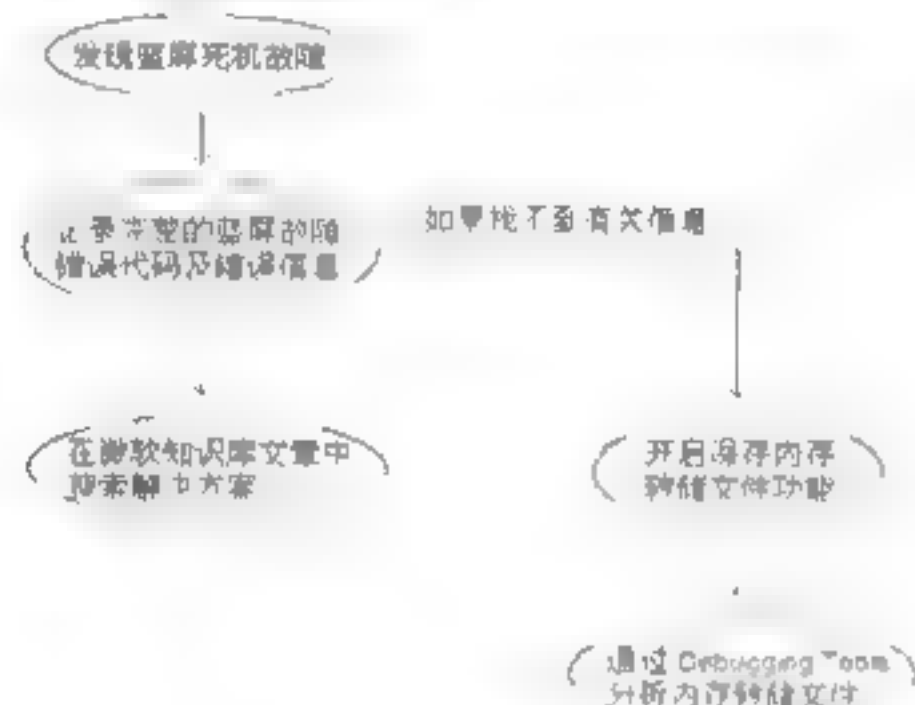 发现蓝屏死机故障
记录完整的蓝屏故障
错误代码及错误信息
如果找不到有关信息
在微软知识库文章中
搜索解决方案
开启保存内存
转储文件功能
通过 Debugging Tools
分析内存转储文件